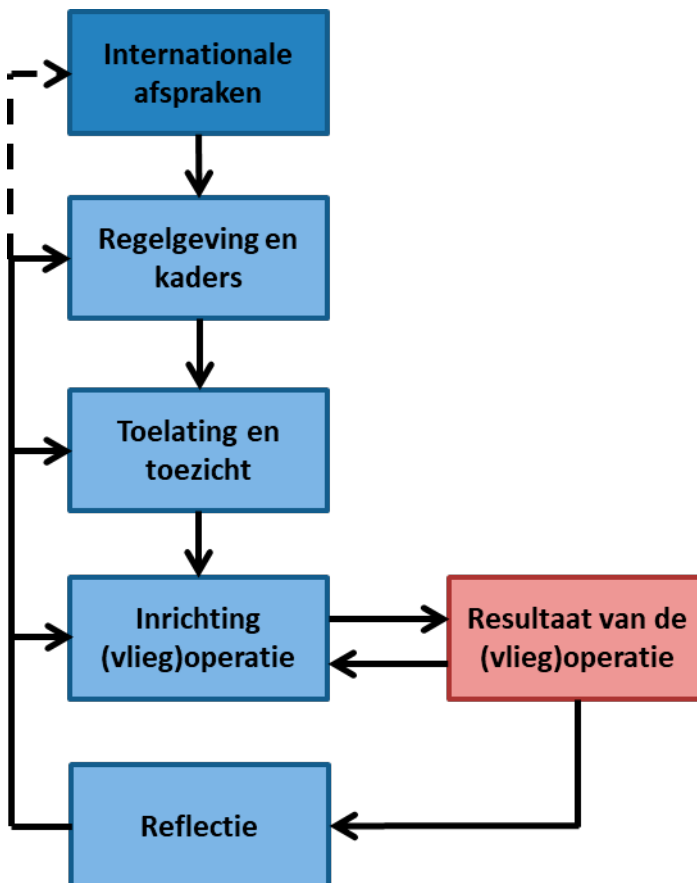 Internationale
afspraken
Regelgeving en
kaders
Toelating en
toezicht
Inrichting
(vlieg)operatie
Resultaat van de
(vlieg)operatie
Reflectie